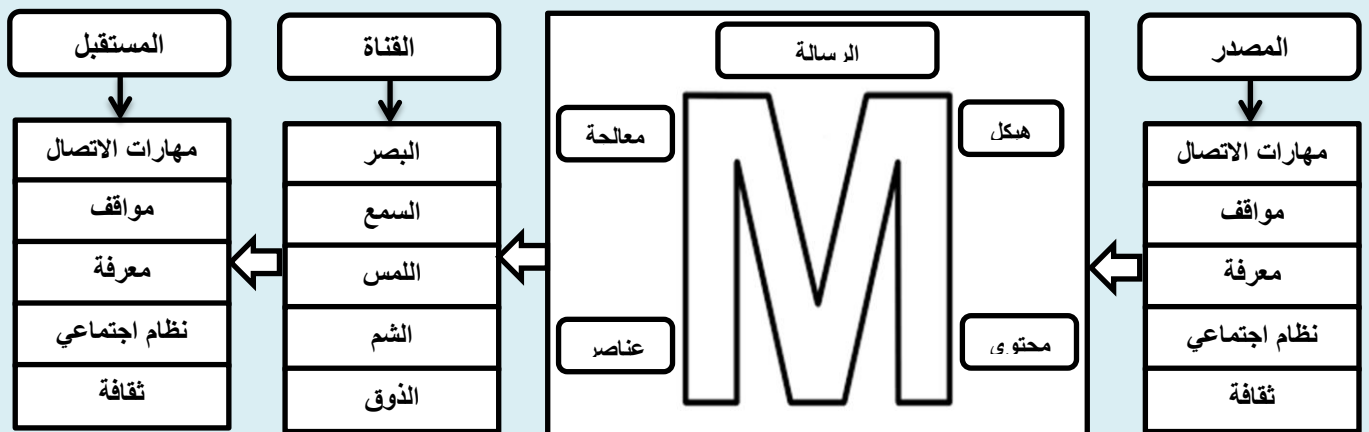 المصدر
مهارات الاتصال
مواقف
معرفة
نظام اجتماعي
ثقافة
الرسالة
هيكل
معالجة
M
محتوى
عناصر
القناة
البصر
السمع
اللمس
الشم
الذوق
المستقبل
مهارات الاتصال
مواقف
معرفة
نظام اجتماعي
ثقافة